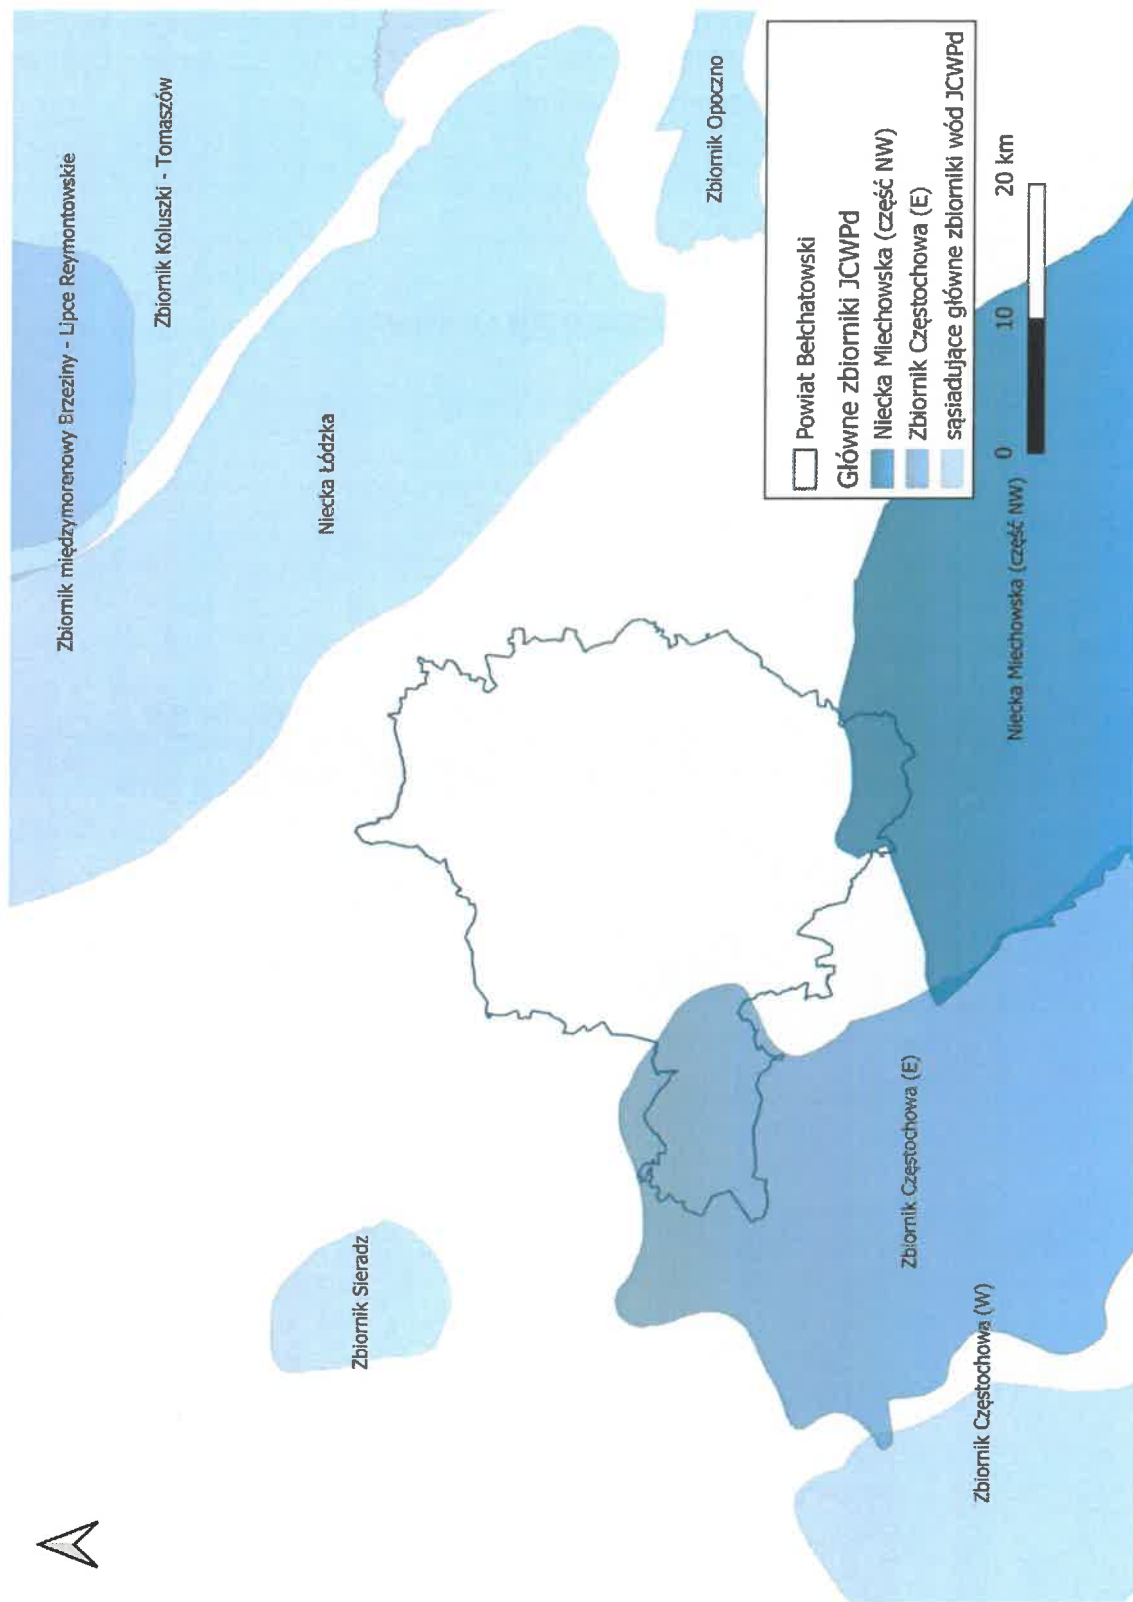 Zbiornik międzymorenowy Brzeziny - Lipce Reymontowskie
Zbiornik Koluszki - Tomaszów
Niecka Łódzka
Zbiornik Sieradz
Zbiornik Opoczno
Powiat Bełchatowski
Główne zbiorniki JCWPd
Niecka Miechowska (część NW)
Zbiornik Częstochowa (E)
sąsiadujące główne zbiorniki wód JCWPd
Zbiornik Częstochowa (E)
Zbiornik Częstochowa (W)
Niecka Miechowska (część NW)
0 10 20 km